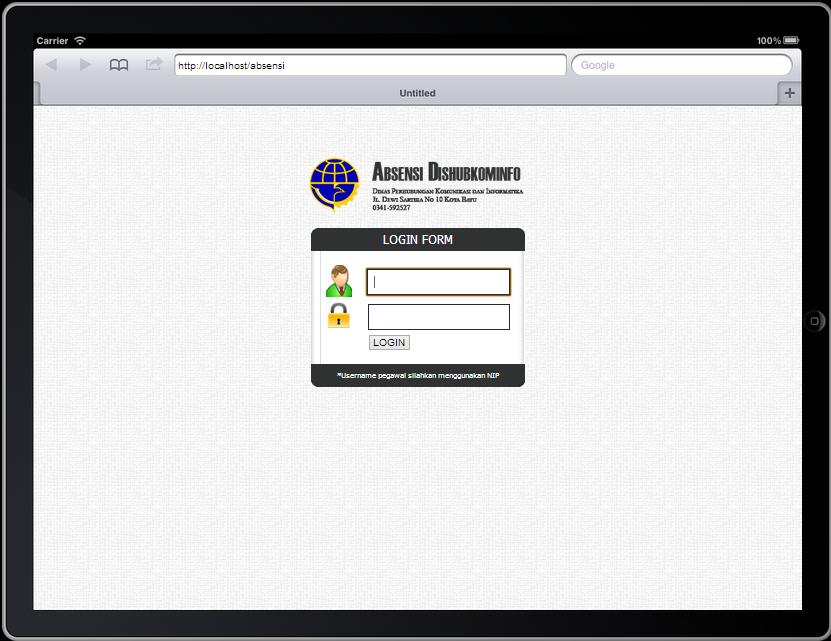 Carrier
100%
http://localhost/absensi
Google
Untitled
+
ABSENSI DISHUBKOMINFO
DINAS PERHUBUNGAN KOMUNIKASI DAN INFORMATIKA
JL. DEWI SARTIKA NO 10 KOTA BATU
0341-592527
LOGIN FORM
LOGIN
*Username pegawai silahkan menggunakan NIP